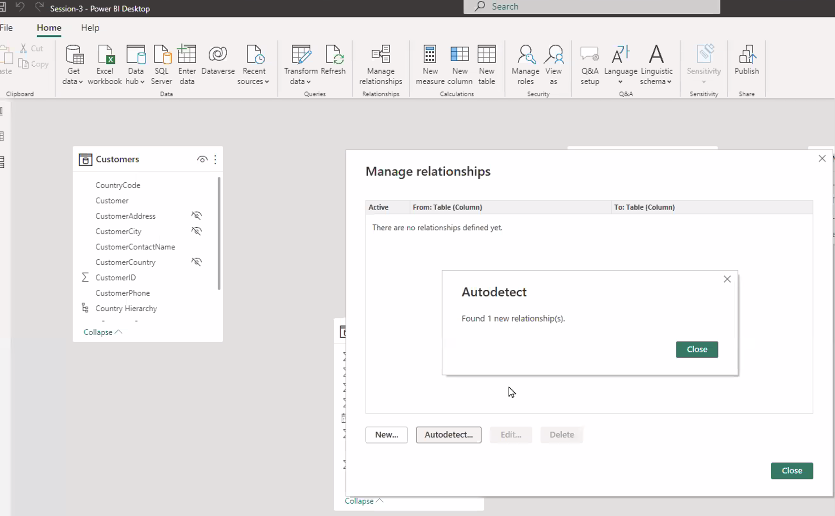 Session-3 - Power BI Desktop
Search
File
Home
Help
Cut
Copy
Get data
Excel workbook
Data hub
SQL Server
Enter data
Dataverse
Recent sources
Transform data
Refresh
Manage relationships
New measure
New column
New table
Manage roles
View as
Q&A setup
Language
Linguistic schema
Sensitivity
Publish
Clipboard
Data
Queries
Relationships
Calculations
Security
Q&A
Sensitivity
Share
Customers
CountryCode
Customer
CustomerAddress
CustomerCity
CustomerContactName
CustomerCountry
CustomerID
CustomerPhone
Country Hierarchy
Collapse
Manage relationships
Active
From: Table (Column)
To: Table (Column)
There are no relationships defined yet.
Autodetect
Found 1 new relationship(s).
Close
New...
Autodetect...
Edit...
Delete
Close
Collapse